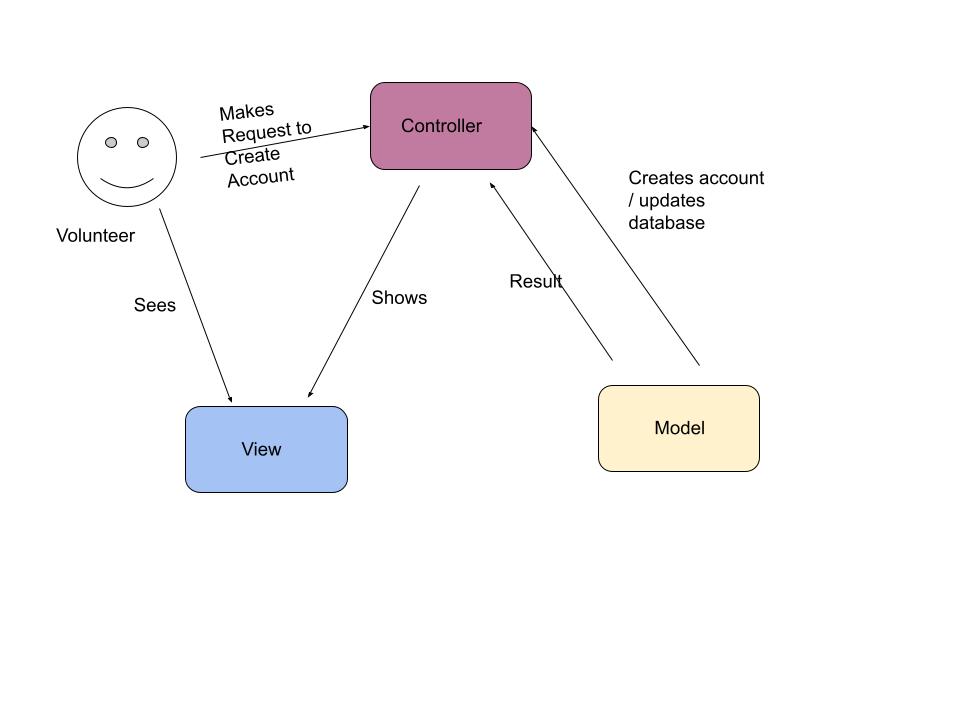 Makes
Request to
Create
Account
Controller
Creates account
/ updates
database
Volunteer
Result
Shows
Sees
Model
View